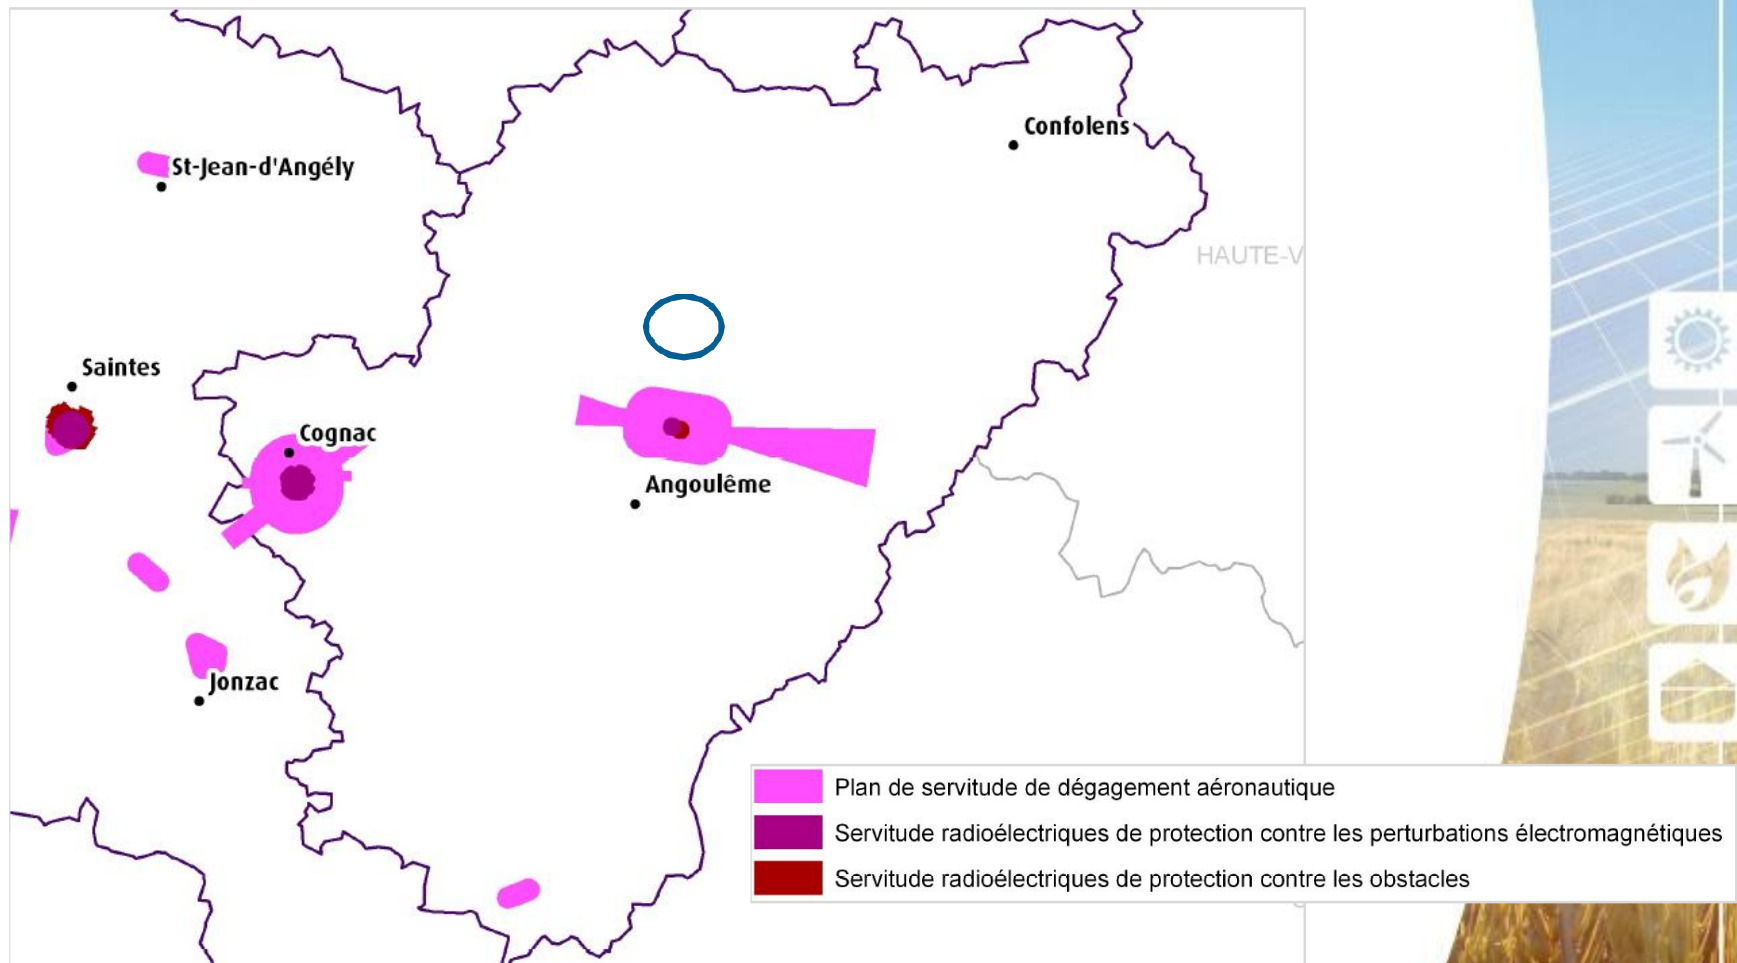 Confolens
St-Jean-d'Angély
HAUTE-V
Saintes
Cognac
Angoulême
Jonzac
Plan de servitude de dégagement aéronautique
Servitude radioélectriques de protection contre les perturbations électromagnétiques
Servitude radioélectriques de protection contre les obstacles